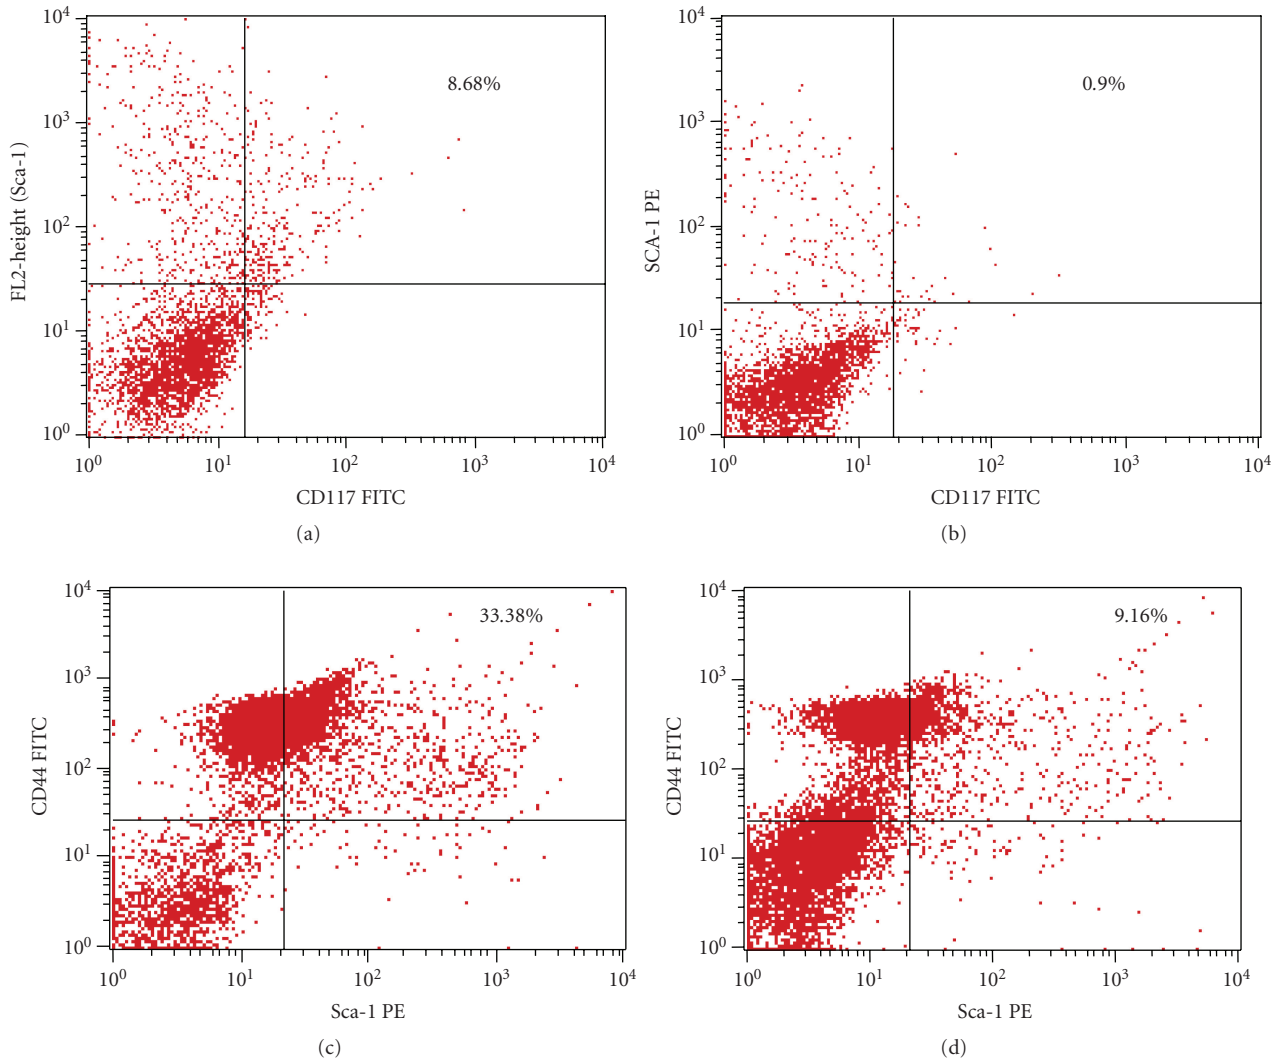 10⁴
10³
10²
10¹
10⁰
FL2-height (Sca-1)
8.68%
10⁰ 10¹ 10² 10³ 10⁴
CD117 FITC
(a)
10⁴
10³
10²
10¹
10⁰
SCA-1 PE
0.9%
10⁰ 10¹ 10² 10³ 10⁴
CD117 FITC
(b)
10⁴
10³
10²
10¹
10⁰
CD44 FITC
33.38%
10⁰ 10¹ 10² 10³ 10⁴
Sca-1 PE
(c)
10⁴
10³
10²
10¹
10⁰
CD44 FITC
9.16%
10⁰ 10¹ 10² 10³ 10⁴
Sca-1 PE
(d)